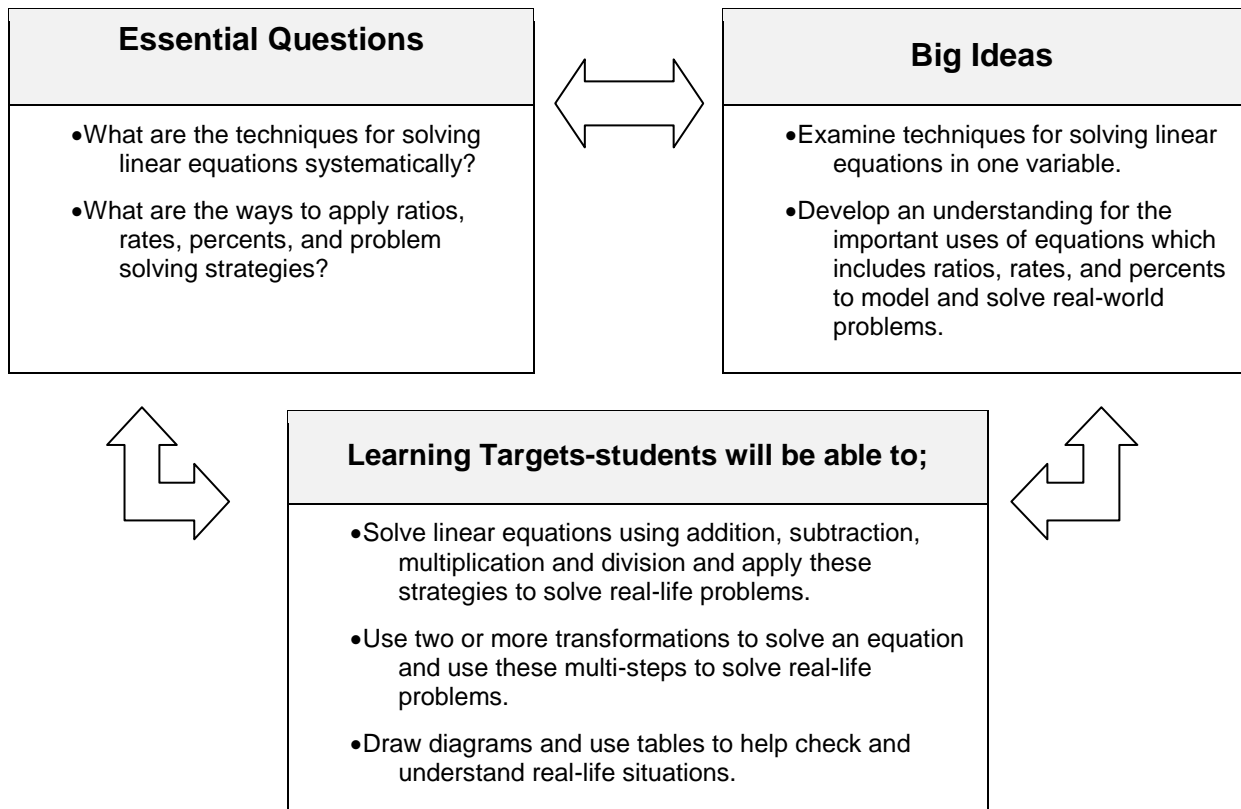 Essential Questions
•What are the techniques for solving
linear equations systematically?
•What are the ways to apply ratios,
rates, percents, and problem
solving strategies?
Big Ideas
•Examine techniques for solving linear
equations in one variable.
•Develop an understanding for the
important uses of equations which
includes ratios, rates, and percents
to model and solve real-world
problems.
Learning Targets-students will be able to;
•Solve linear equations using addition, subtraction,
multiplication and division and apply these
strategies to solve real-life problems.
•Use two or more transformations to solve an equation
and use these multi-steps to solve real-life
problems.
•Draw diagrams and use tables to help check and
understand real-life situations.